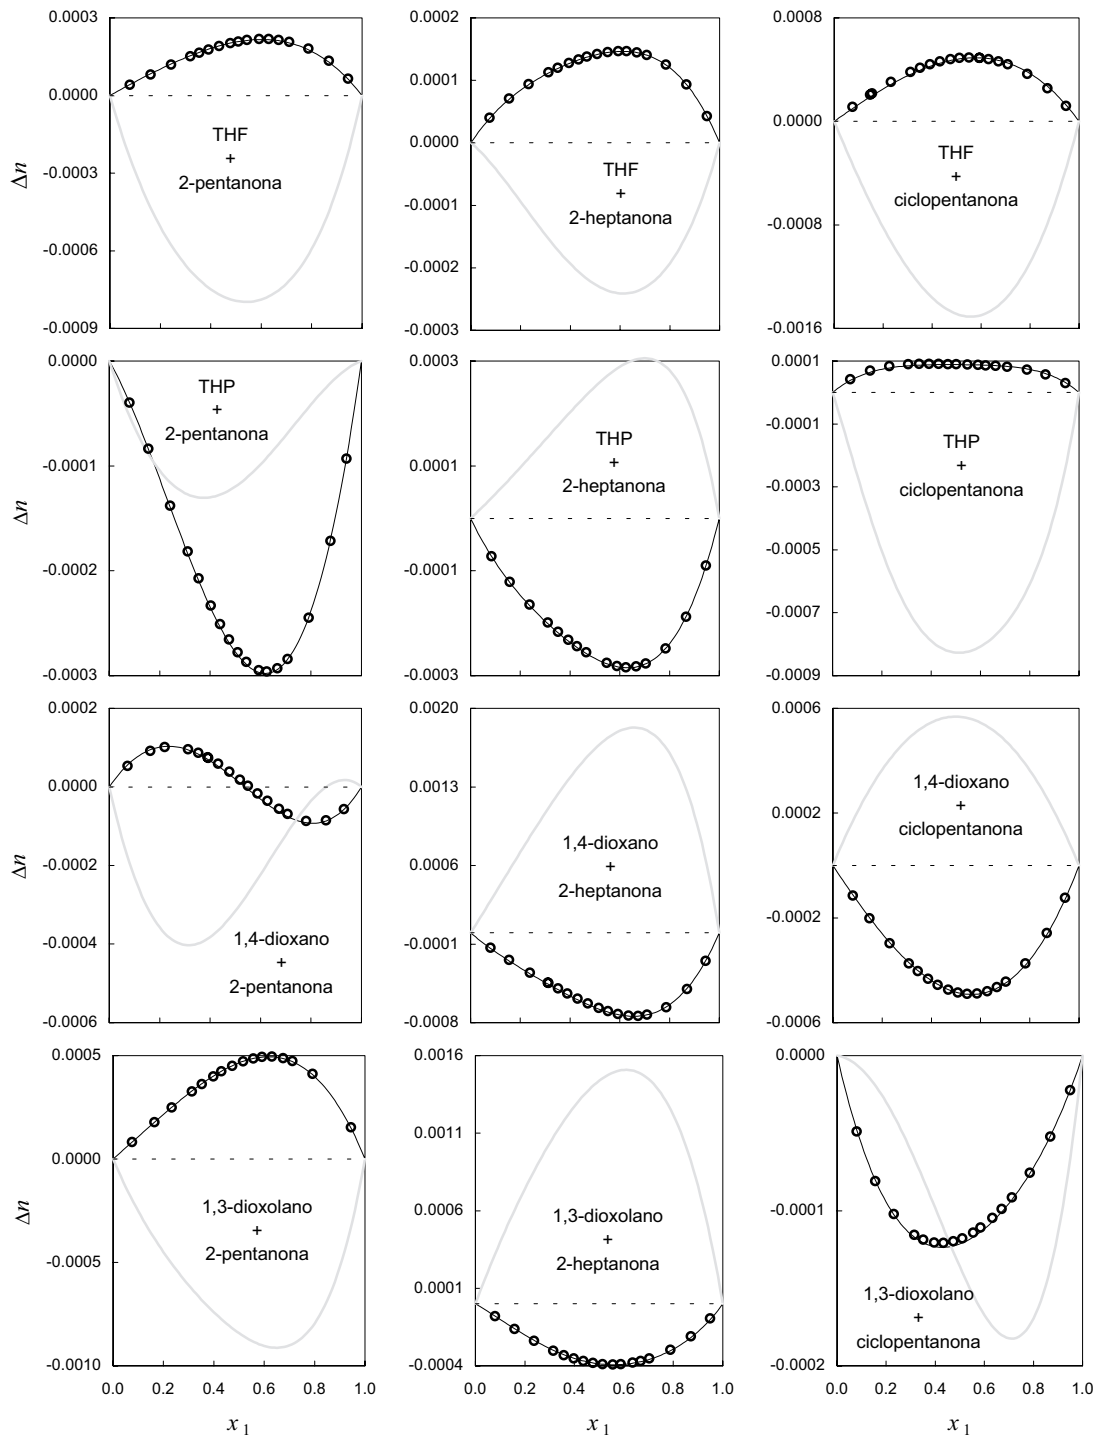 0.0003
0.0000
-0.0003
-0.0006
-0.0009
Δn
THF
+
2-pentanona
0.0002
0.0001
0.0000
-0.0001
-0.0002
-0.0003
THF
+
2-heptanona
0.0008
0.0000
-0.0008
-0.0016
THF
+
ciclopentanona
0.0000
-0.0001
-0.0002
-0.0003
Δn
THP
+
2-pentanona
0.0003
0.0001
-0.0001
-0.0003
THP
+
2-heptanona
0.0001
-0.0001
-0.0003
-0.0005
-0.0007
-0.0009
THP
+
ciclopentanona
0.0002
0.0000
-0.0002
-0.0004
-0.0006
Δn
1,4-dioxano
+
2-pentanona
0.0020
0.0013
0.0006
-0.0001
-0.0008
1,4-dioxano
+
2-heptanona
0.0006
0.0002
-0.0002
-0.0006
1,4-dioxano
+
ciclopentanona
0.0005
0.0000
-0.0005
-0.0010
Δn
1,3-dioxolano
+
2-pentanona
0.0 0.2 0.4 0.6 0.8 1.0
x 1
0.0016
0.0011
0.0006
0.0001
-0.0004
1,3-dioxolano
+
2-heptanona
0.0 0.2 0.4 0.6 0.8 1.0
x 1
0.0000
-0.0001
-0.0002
1,3-dioxolano
+
ciclopentanona
0.0 0.2 0.4 0.6 0.8 1.0
x 1